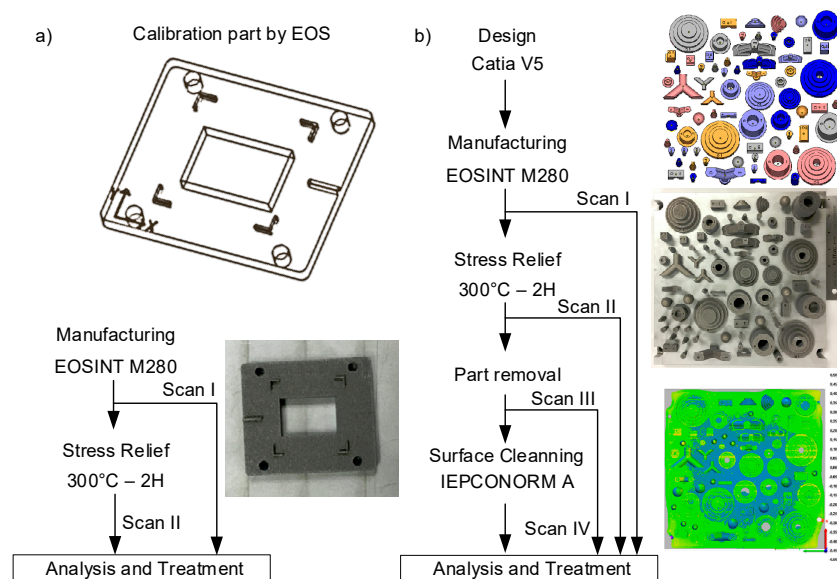 a)
Calibration part by EOS
Y
X
Manufacturing
EOSINT M280
Scan I
Stress Relief
300°C – 2H
Scan II
Analysis and Treatment
b)
Design
Catia V5
Manufacturing
EOSINT M280
Scan I
Stress Relief
300°C – 2H
Scan II
Part removal
Scan III
Surface Cleanning
IEPCONORM A
Scan IV
Analysis and Treatment